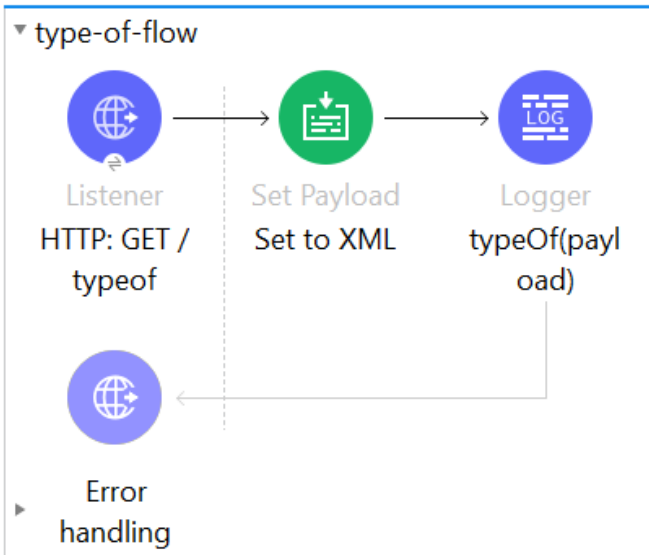 type-of-flow
LOG
Listener
Set Payload
Logger
HTTP: GET /
typeof
Set to XML
typeOf(payl
oad)
Error
handling